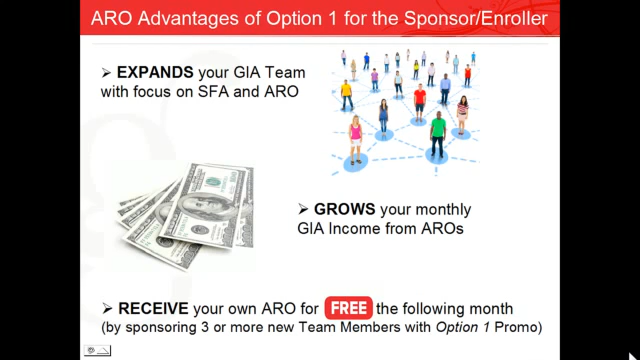 ARO Advantages of Option 1 for the Sponsor/Enroller
➢ EXPANDS your GIA Team
with focus on SFA and ARO
➢ GROWS your monthly
GIA Income from AROs
➢ RECEIVE your own ARO for FREE the following month
(by sponsoring 3 or more new Team Members with Option 1 Promo)